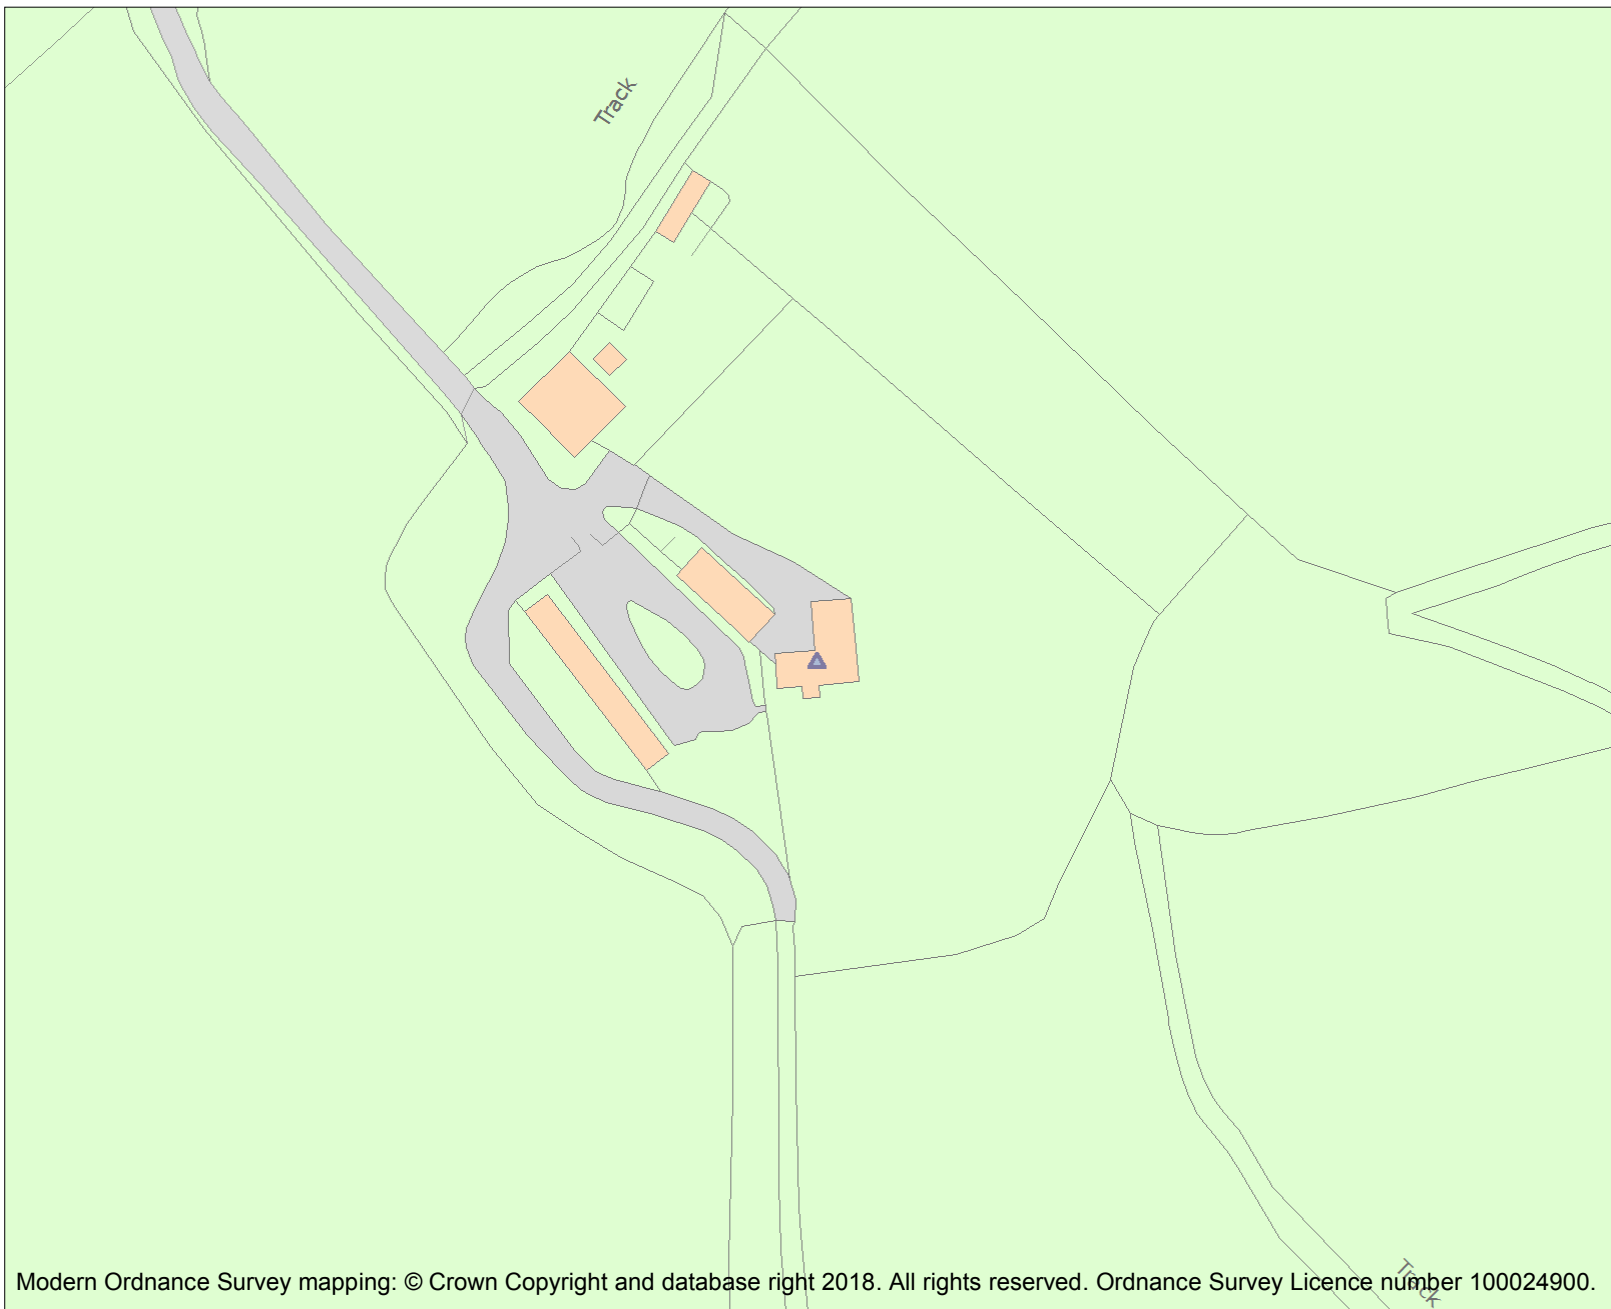 Track
Track
Modern Ordnance Survey mapping: © Crown Copyright and database right 2018. All rights reserved. Ordnance Survey Licence number 100024900.